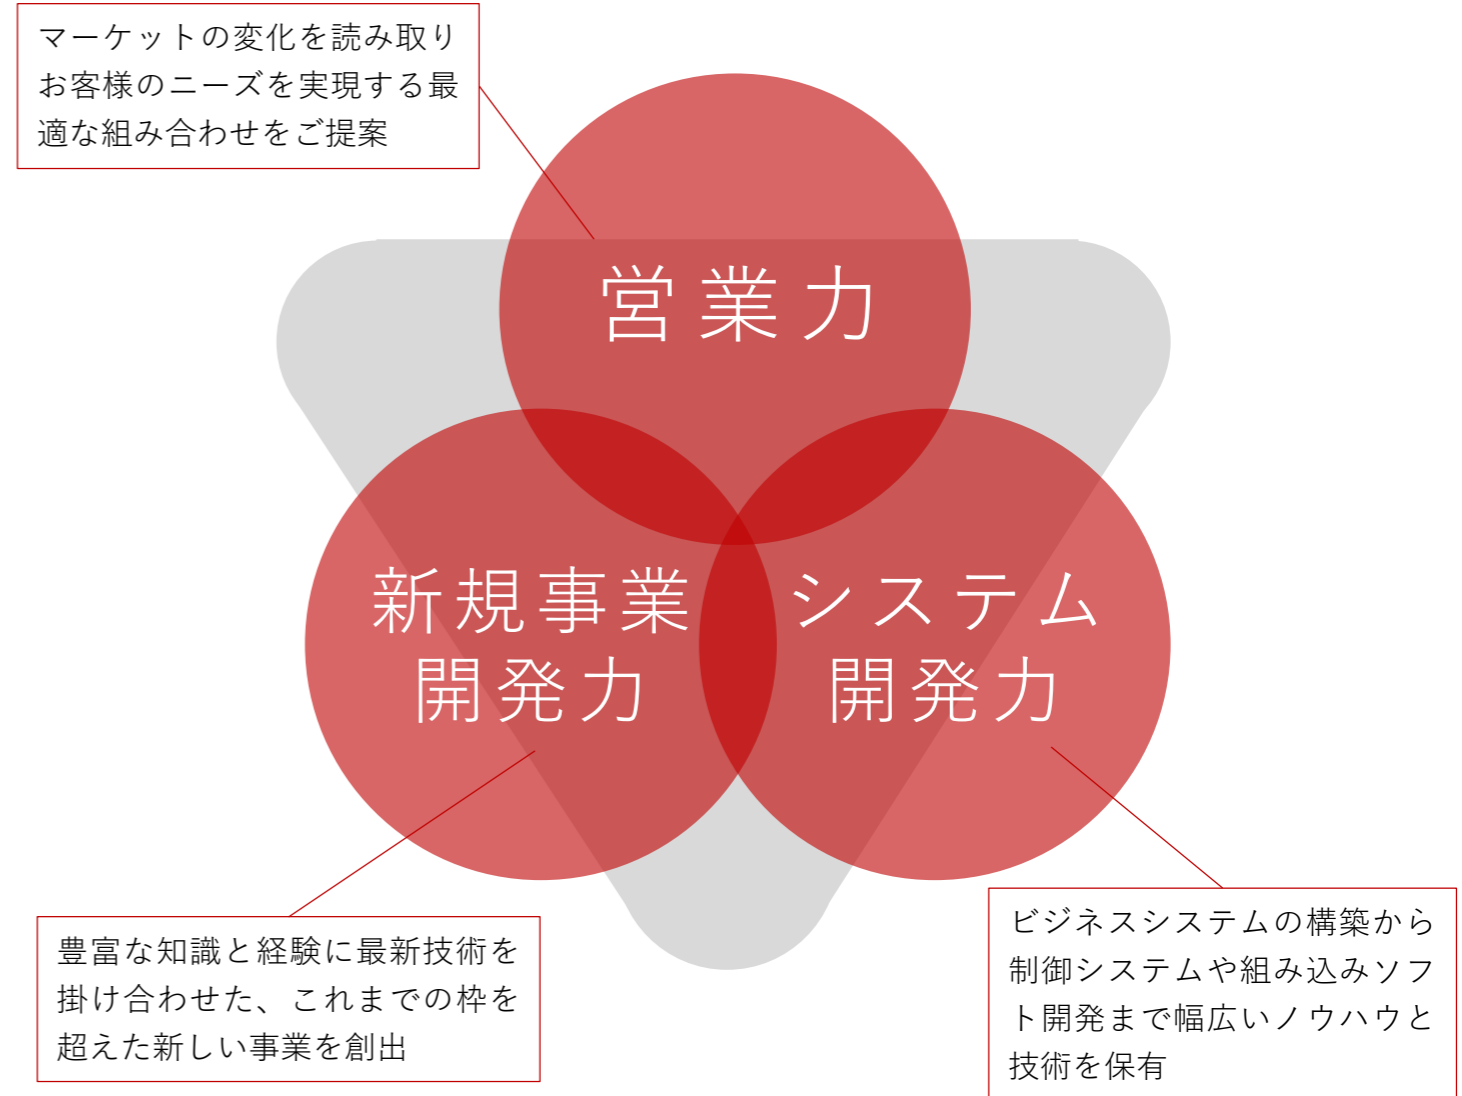 マーケットの変化を読み取り
お客様のニーズを実現する最
適な組み合わせをご提案
営業力
新規事業
開発力
システム
開発力
豊富な知識と経験に最新技術を
掛け合わせた、これまでの枠を
超えた新しい事業を創出
ビジネスシステムの構築から
制御システムや組み込みソフ
ト開発まで幅広いノウハウと
技術を保有